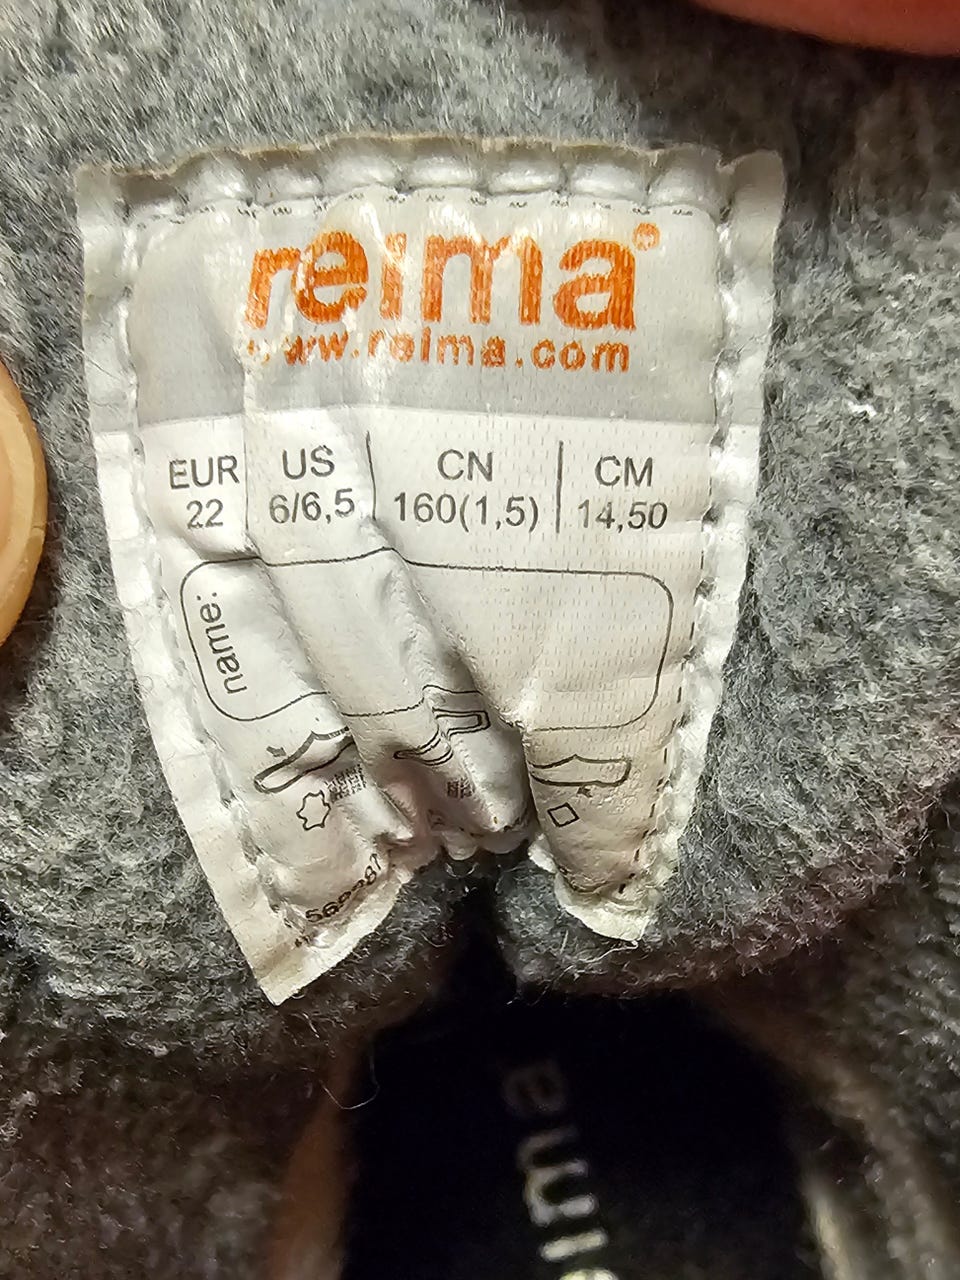 reima®
www.reima.com
EUR US CN CM
22 6/6,5 160(1,5) 14,50
name: